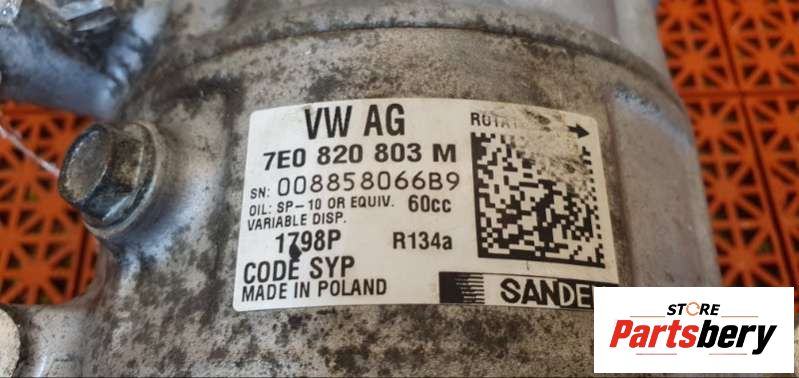 VW AG
7E0 820 803 M
SN: 008858066B9
OIL: SP-10 OR EQUIV. 60cc
VARIABLE DISP.
1798P R134a
CODE SYP
MADE IN POLAND
STORE
Partsbery